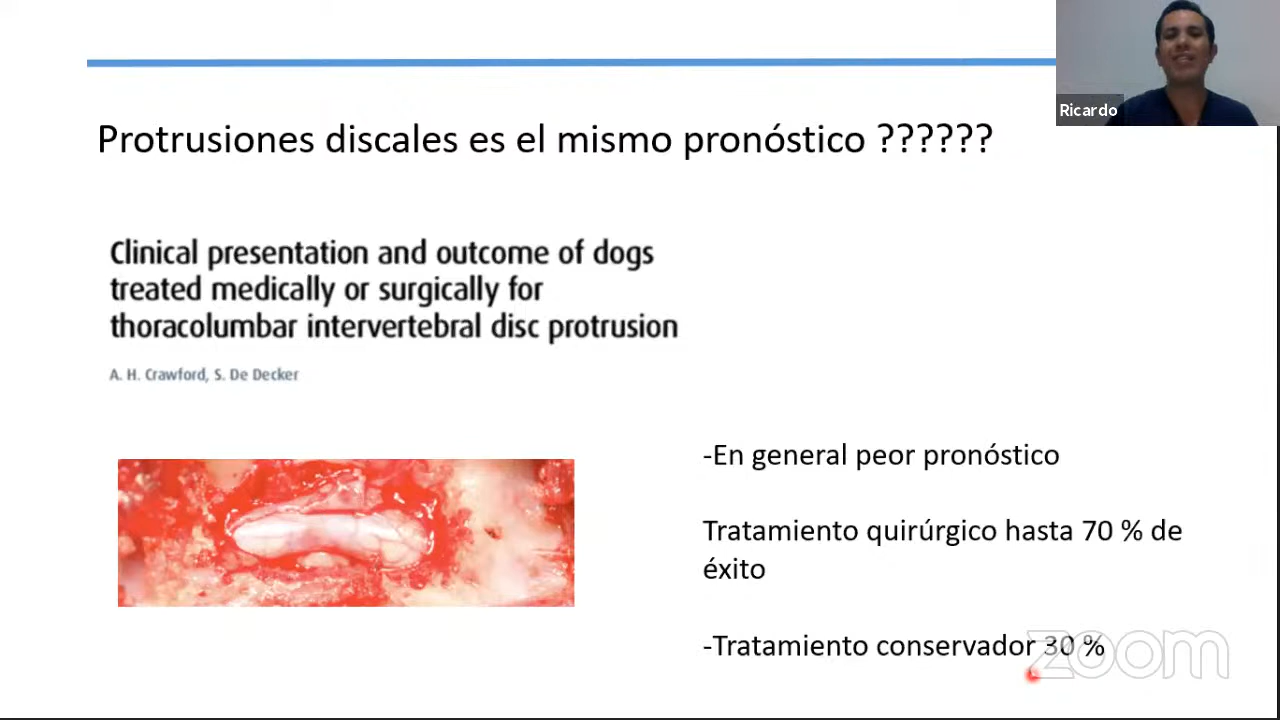 Ricardo
Protrusiones discales es el mismo pronóstico ??????
Clinical presentation and outcome of dogs
treated medically or surgically for
thoracolumbar intervertebral disc protrusion
A. H. Crawford, S. De Decker
-En general peor pronóstico
Tratamiento quirúrgico hasta 70 % de
éxito
-Tratamiento conservador 30 %
zoom